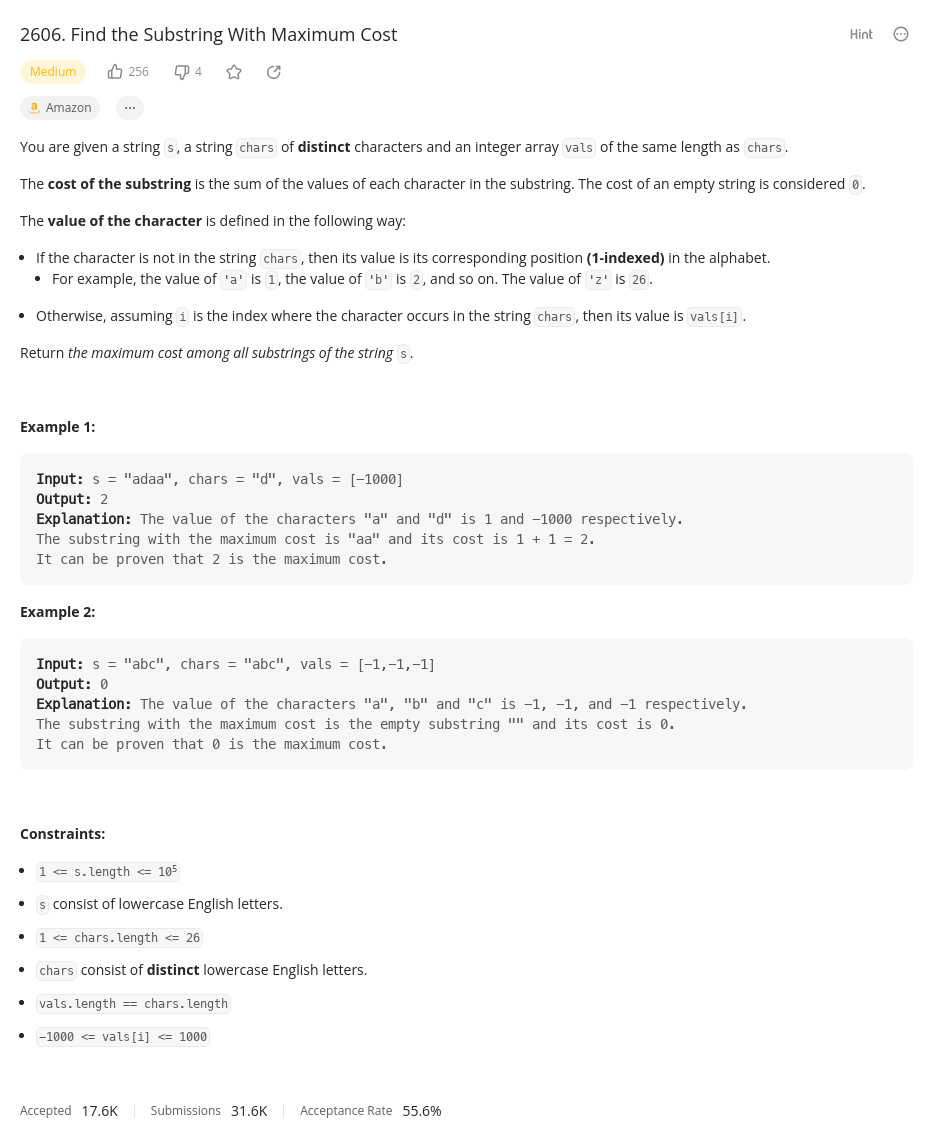 2606. Find the Substring With Maximum Cost
Hint
Medium 256 4
a Amazon ...
You are given a string s, a string chars of distinct characters and an integer array vals of the same length as chars.
The cost of the substring is the sum of the values of each character in the substring. The cost of an empty string is considered 0.
The value of the character is defined in the following way:
• If the character is not in the string chars, then its value is its corresponding position (1-indexed) in the alphabet.
• For example, the value of 'a' is 1, the value of 'b' is 2, and so on. The value of 'z' is 26.
• Otherwise, assuming i is the index where the character occurs in the string chars, then its value is vals[i].
Return the maximum cost among all substrings of the string s.
Example 1:
Input: s = "adaa", chars = "d", vals = [-1000]
Output: 2
Explanation: The value of the characters "a" and "d" is 1 and -1000 respectively.
The substring with the maximum cost is "aa" and its cost is 1 + 1 = 2.
It can be proven that 2 is the maximum cost.
Example 2:
Input: s = "abc", chars = "abc", vals = [-1,-1,-1]
Output: 0
Explanation: The value of the characters "a", "b" and "c" is -1, -1, and -1 respectively.
The substring with the maximum cost is the empty substring "" and its cost is 0.
It can be proven that 0 is the maximum cost.
Constraints:
• 1 <= s.length <= 10⁵
• s consist of lowercase English letters.
• 1 <= chars.length <= 26
• chars consist of distinct lowercase English letters.
• vals.length == chars.length
• -1000 <= vals[i] <= 1000
Accepted 17.6K Submissions 31.6K Acceptance Rate 55.6%